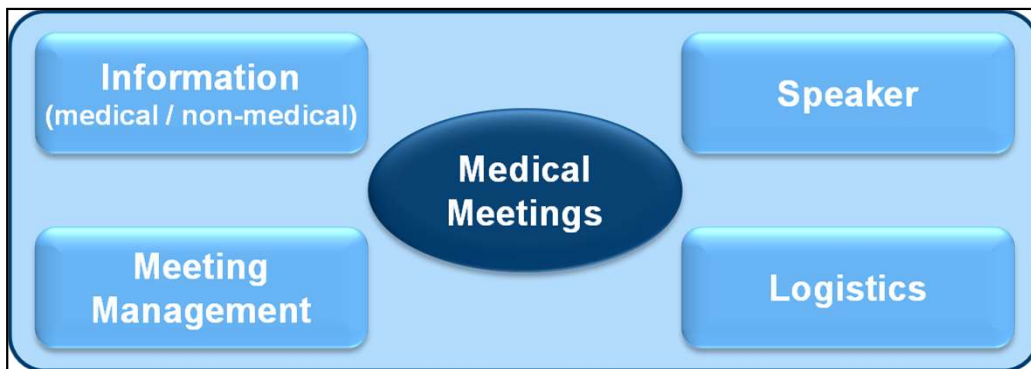 Information
(medical / non-medical)
Speaker
Medical
Meetings
Meeting
Management
Logistics